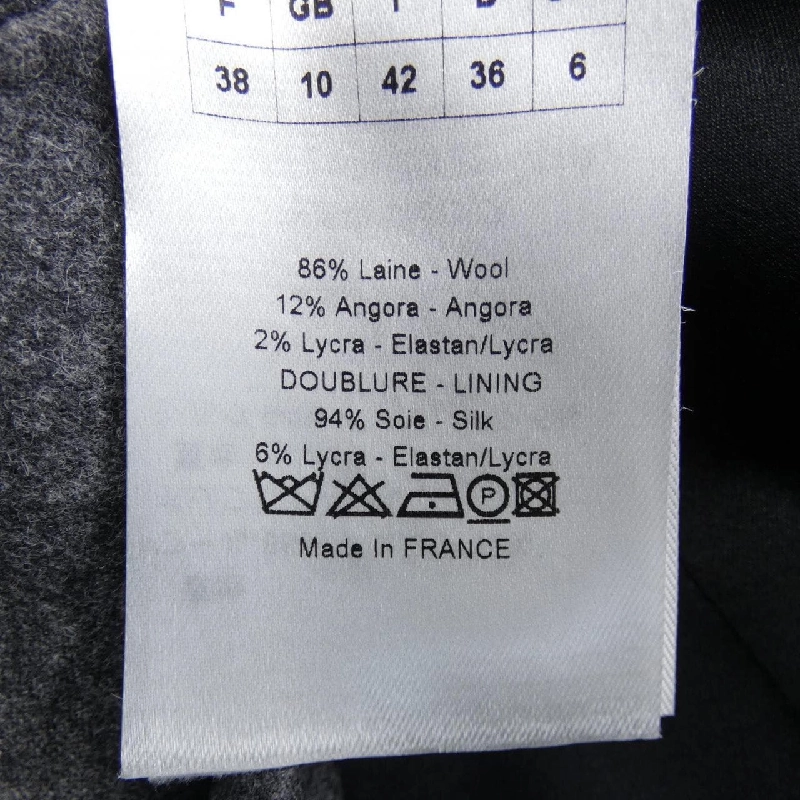 F GB I D
38 10 42 36 6
86% Laine - Wool
12% Angora - Angora
2% Lycra - Elastan/Lycra
DOUBLURE - LINING
94% Soie - Silk
6% Lycra - Elastan/Lycra
P
Made In FRANCE